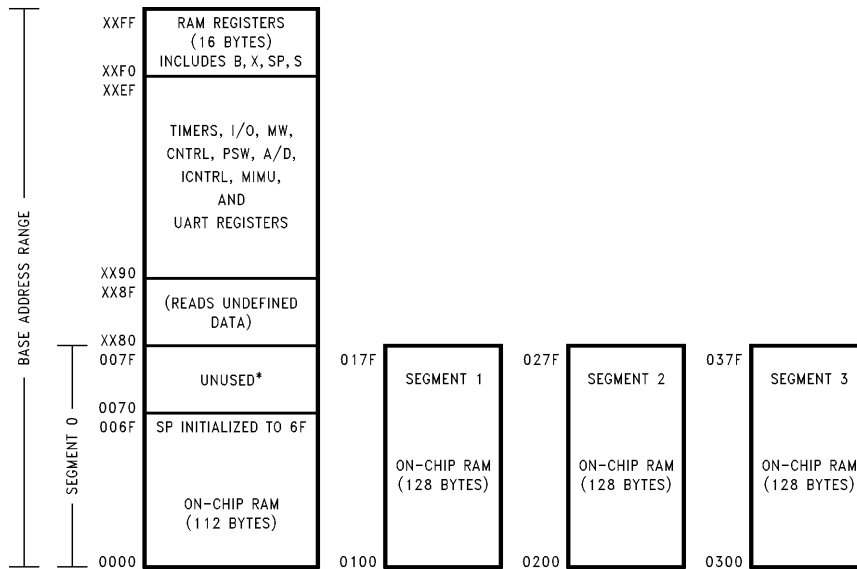 XXFF
RAM REGISTERS
(16 BYTES)
INCLUDES B, X, SP, S
XXF0
XXEF
TIMERS, I/O, MW,
CNTRL, PSW, A/D,
ICNTRL, MIMU,
AND
UART REGISTERS
XX90
XX8F
(READS UNDEFINED
DATA)
XX80
007F
UNUSED*
0070
006F
SP INITIALIZED TO 6F
ON-CHIP RAM
(112 BYTES)
0000
BASE ADDRESS RANGE
SEGMENT 0
017F
SEGMENT 1
ON-CHIP RAM
(128 BYTES)
0100
027F
SEGMENT 2
ON-CHIP RAM
(128 BYTES)
0200
037F
SEGMENT 3
ON-CHIP RAM
(128 BYTES)
0300